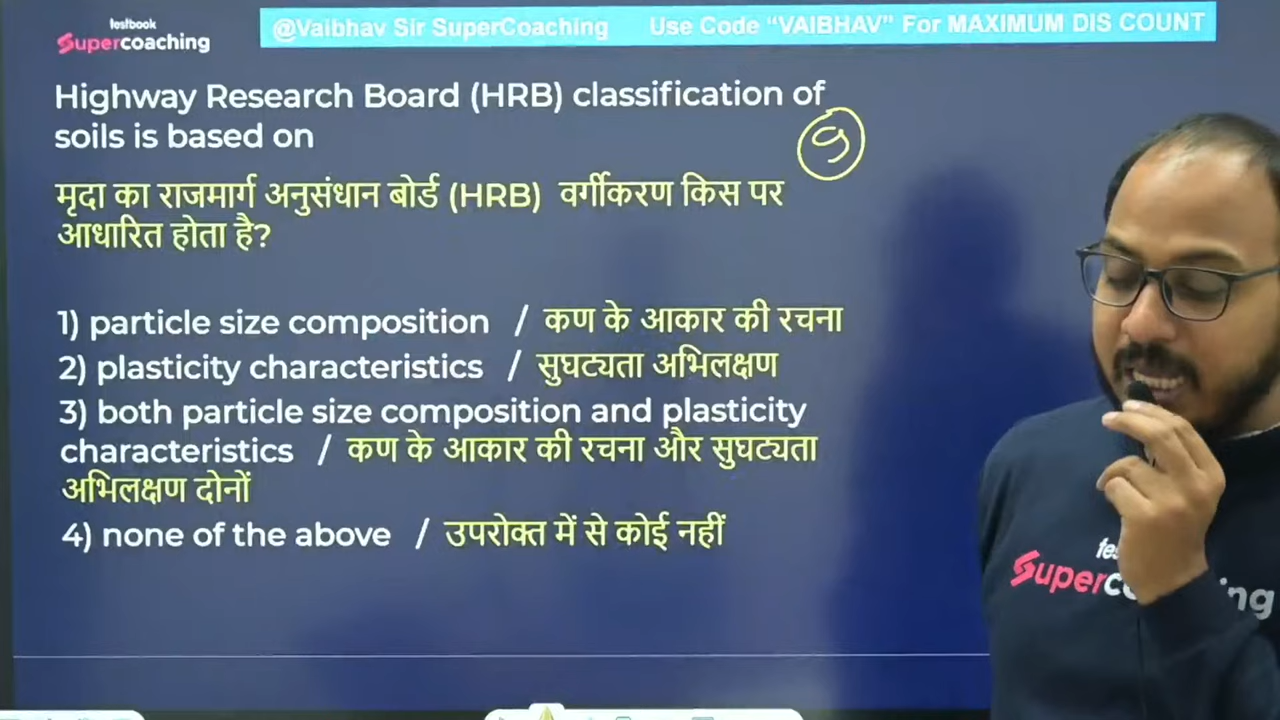 testbook
Supercoaching
@Vaibhav Sir SuperCoaching Use Code “VAIBHAV” For MAXIMUM DIS COUNT
Highway Research Board (HRB) classification of
soils is based on
9
मृदा का राजमार्ग अनुसंधान बोर्ड (HRB) वर्गीकरण किस पर
आधारित होता है?
1) particle size composition / कण के आकार की रचना
2) plasticity characteristics / सुघट्यता अभिलक्षण
3) both particle size composition and plasticity
characteristics / कण के आकार की रचना और सुघट्यता
अभिलक्षण दोनों
4) none of the above / उपरोक्त में से कोई नहीं